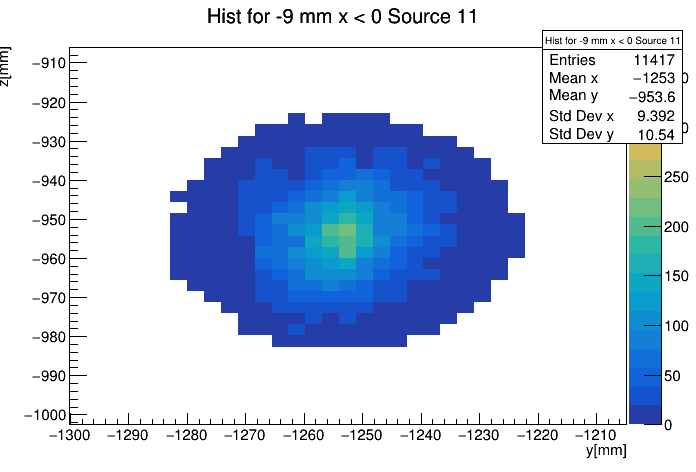 Hist for -9 mm x < 0 Source 11
Hist for -9 mm x < 0 Source 11
Entries 11417
Mean x −1253
Mean y −953.6
Std Dev x 9.392
Std Dev y 10.54
z[mm]
−910
−920
−930
−940
−950
−960
−970
−980
−990
−1000
250
200
150
100
50
0
−1300 −1290 −1280 −1270 −1260 −1250 −1240 −1230 −1220 −1210
y[mm]